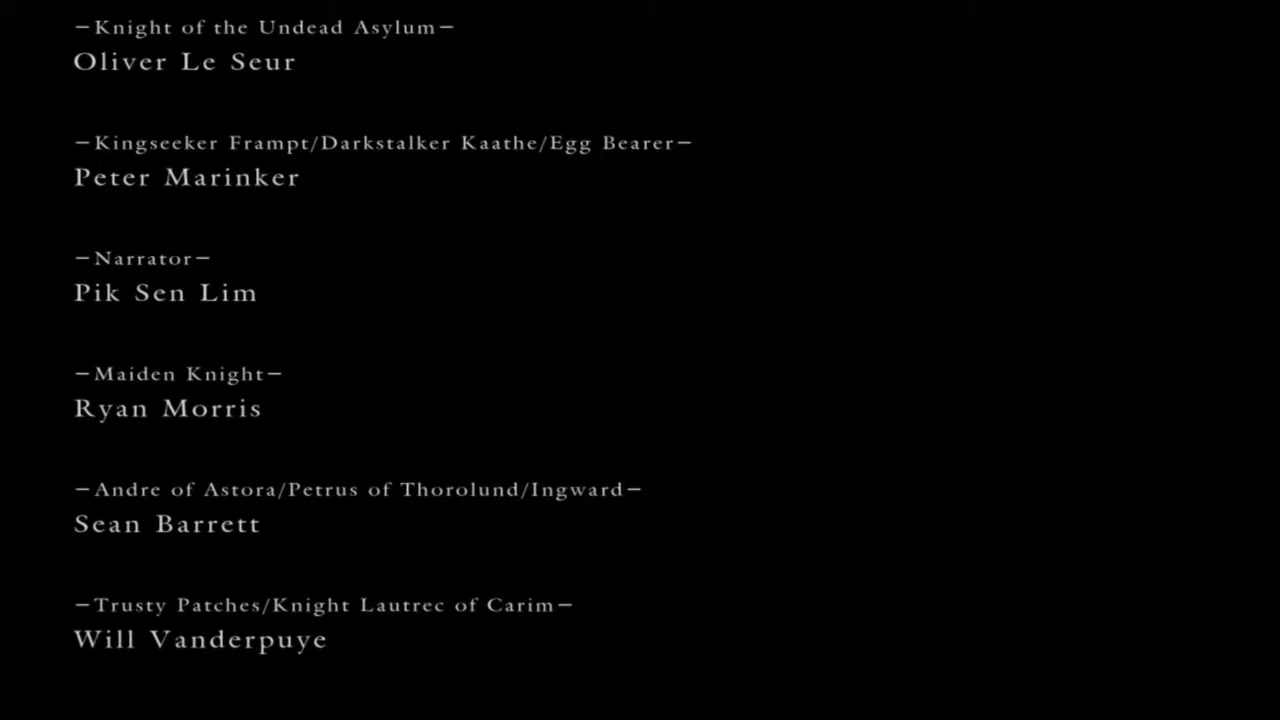 —Knight of the Undead Asylum—
Oliver Le Seur
—Kingseeker Frampt/Darkstalker Kaathe/Egg Bearer—
Peter Marinker
—Narrator—
Pik Sen Lim
—Maiden Knight—
Ryan Morris
—Andre of Astora/Petrus of Thorolund/Ingward—
Sean Barrett
—Trusty Patches/Knight Lautrec of Carim—
Will Vanderpuye